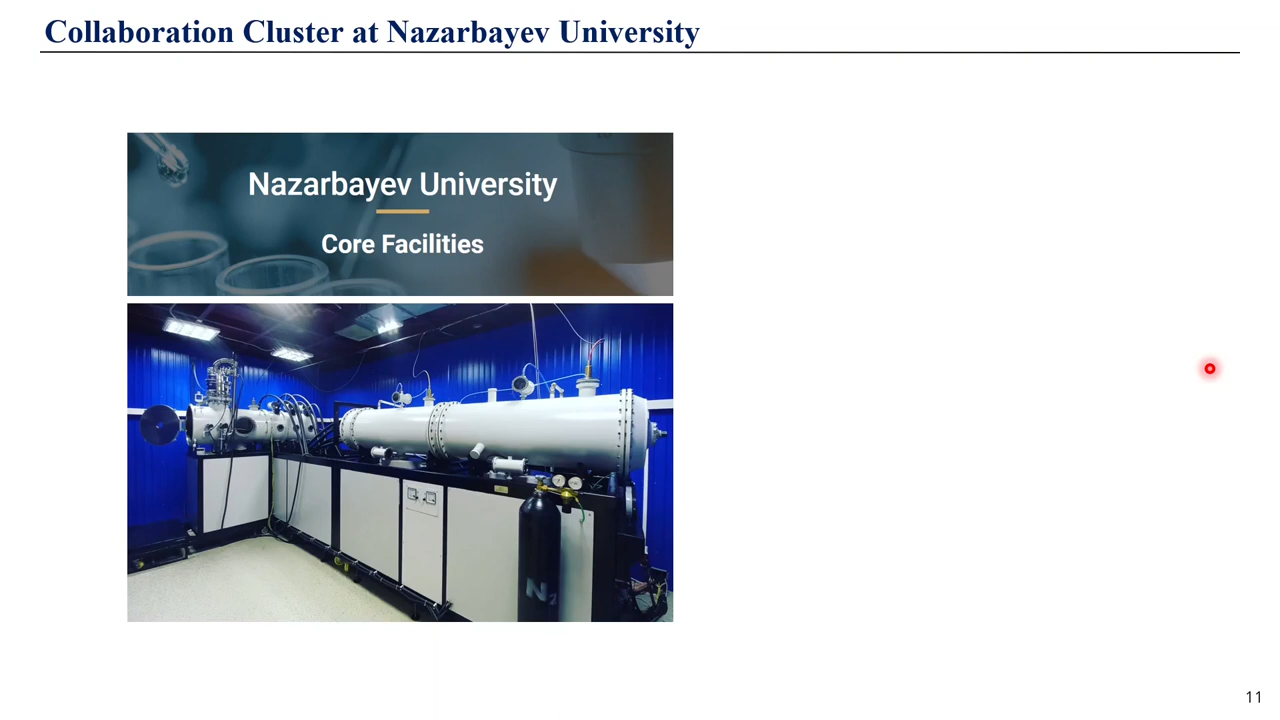 Collaboration Cluster at Nazarbayev University
Nazarbayev University
Core Facilities
N2
11